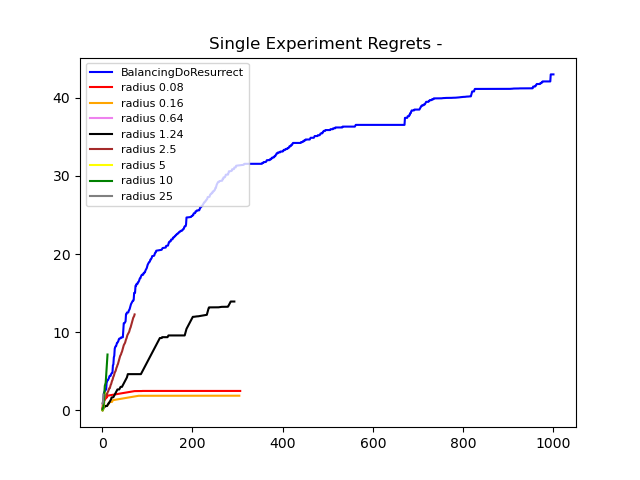 Single Experiment Regrets -
BalancingDoResurrect
radius 0.08
radius 0.16
radius 0.64
radius 1.24
radius 2.5
radius 5
radius 10
radius 25
40
30
20
10
0
0 200 400 600 800 1000